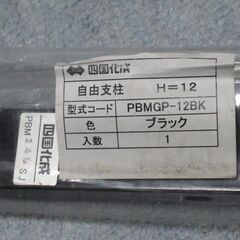 四国化成
自由支柱 H=12
型式コード PBMGP-12BK
色 ブラック
入数 1
四国化成
PBM24GSJ